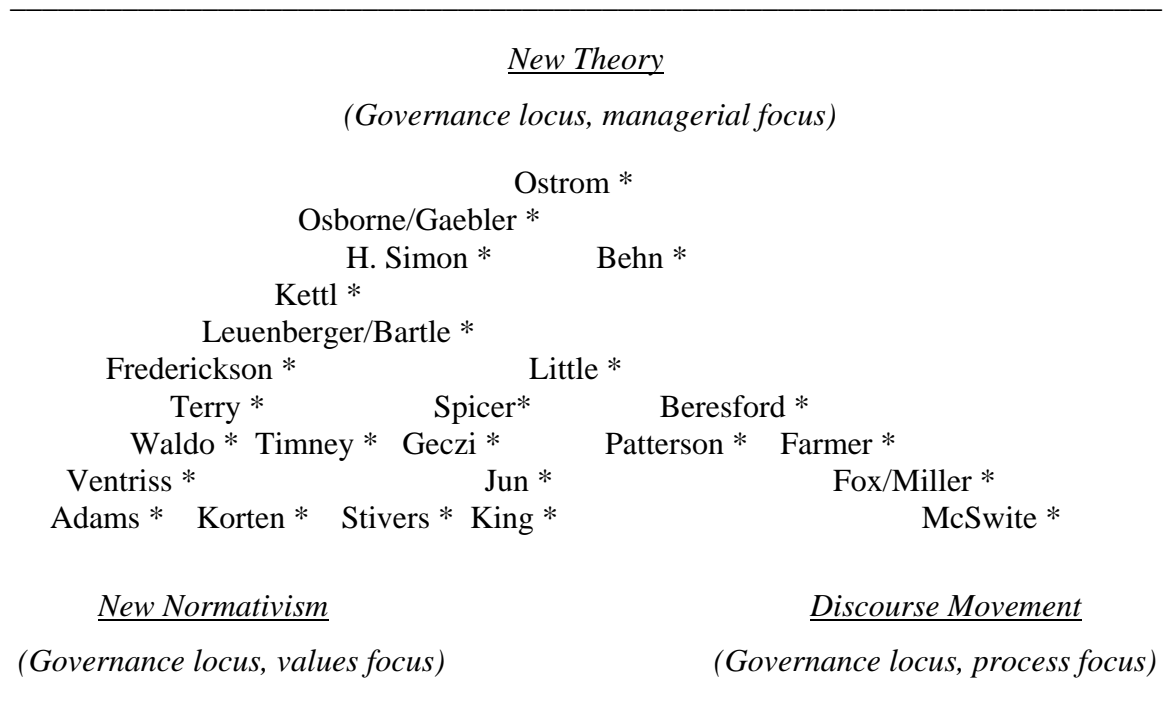 New Theory
(Governance locus, managerial focus)
Ostrom *
Osborne/Gaebler *
H. Simon * Behn *
Kettl *
Leuenberger/Bartle *
Frederickson * Little *
Terry * Spicer* Beresford *
Waldo * Timney * Geczi * Patterson * Farmer *
Ventriss * Jun * Fox/Miller *
Adams * Korten * Stivers * King * McSwite *
New Normativism Discourse Movement
(Governance locus, values focus) (Governance locus, process focus)